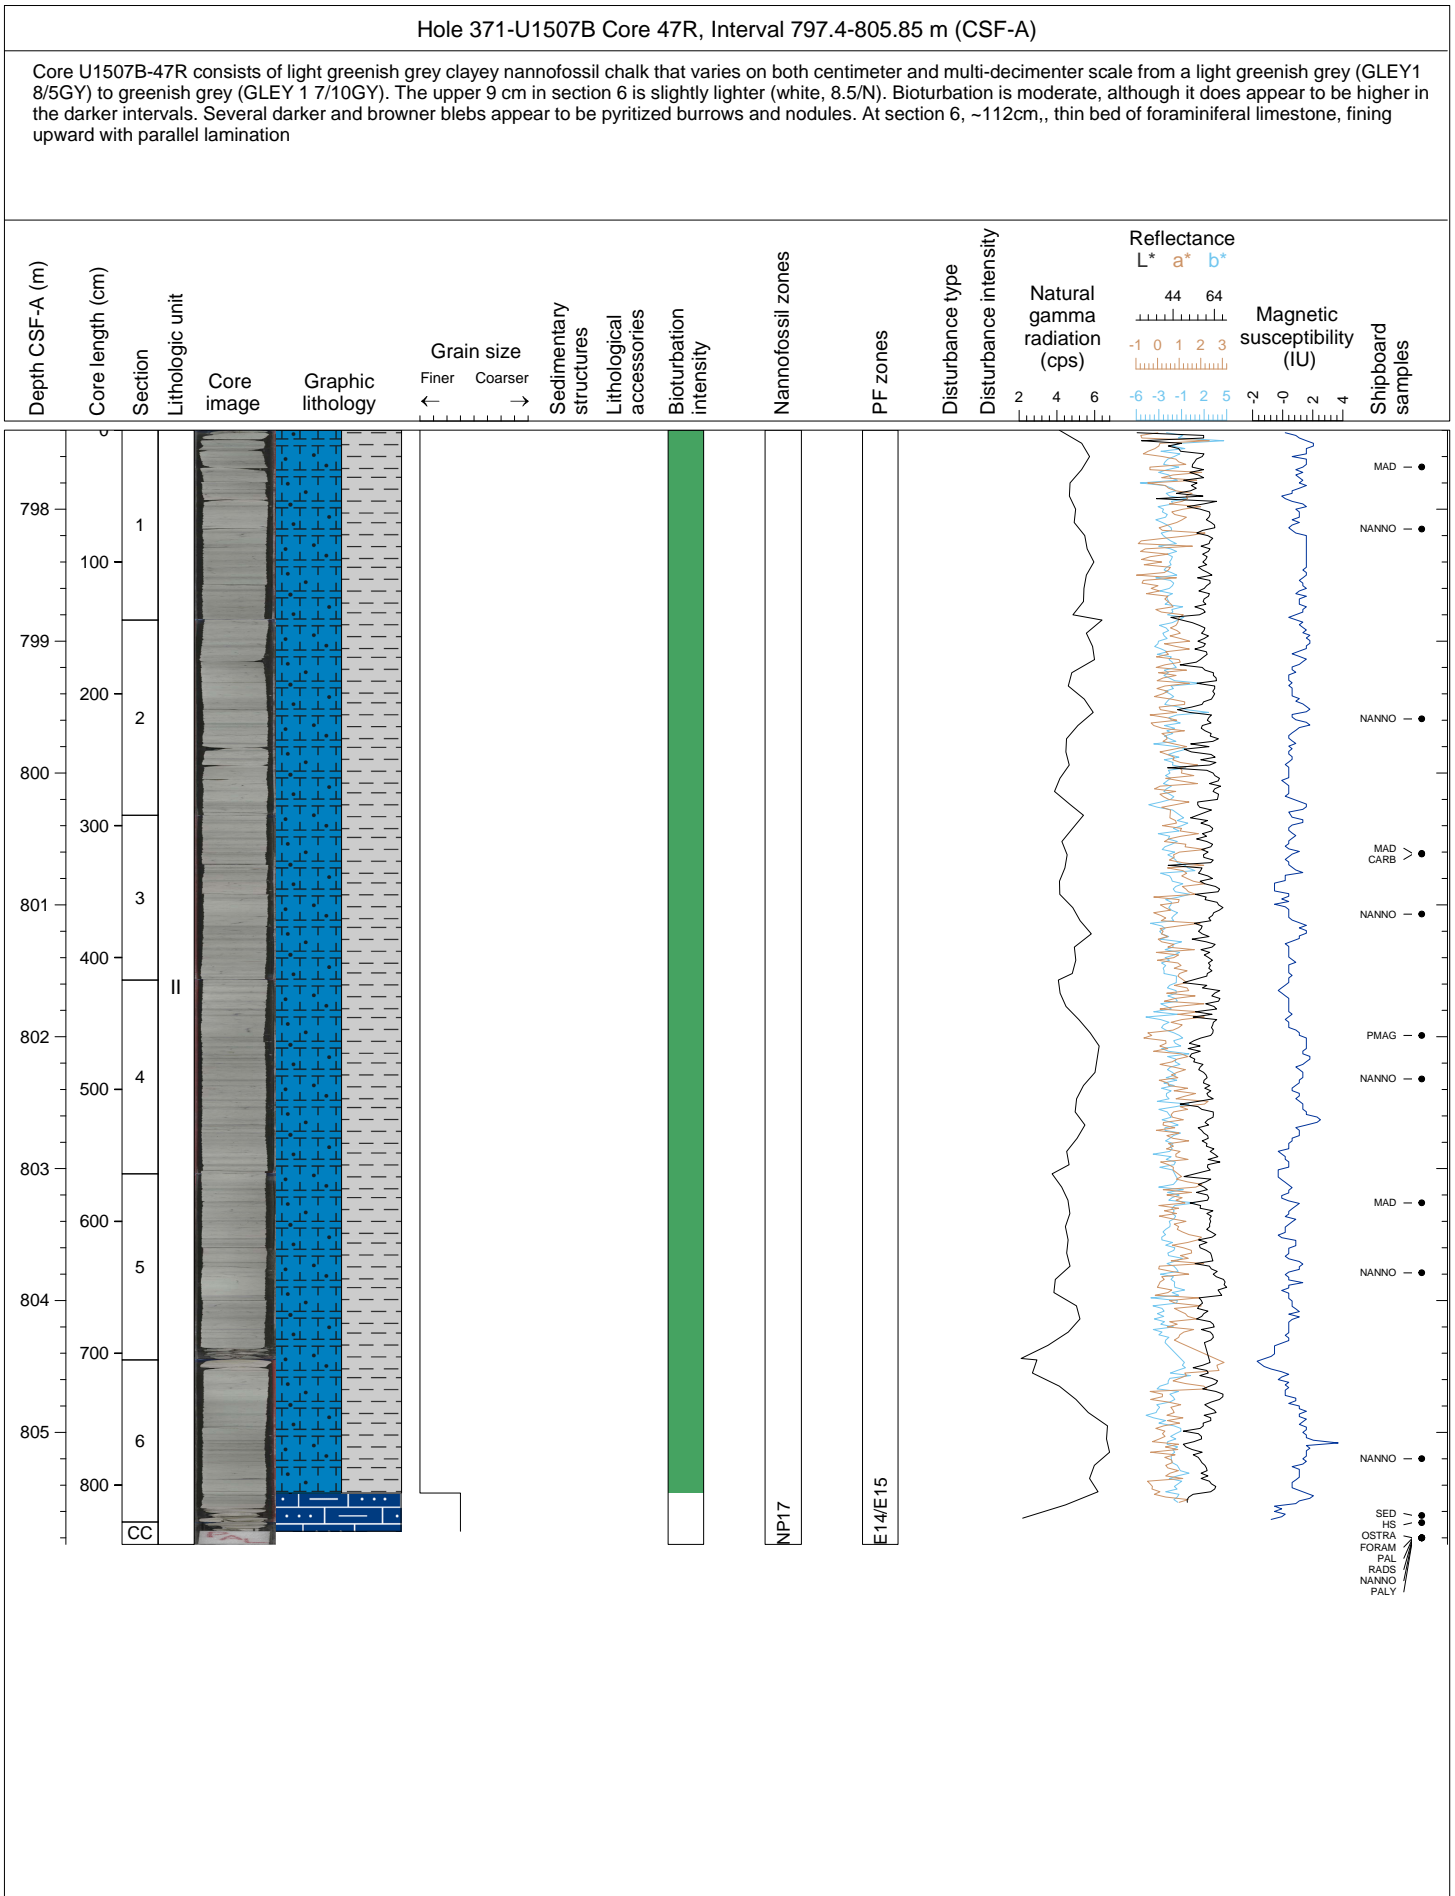 Hole 371-U1507B Core 47R, Interval 797.4-805.85 m (CSF-A)
Core U1507B-47R consists of light greenish grey clayey nannofossil chalk that varies on both centimeter and multi-decimenter scale from a light greenish grey (GLEY1
8/5GY) to greenish grey (GLEY 1 7/10GY). The upper 9 cm in section 6 is slightly lighter (white, 8.5/N). Bioturbation is moderate, although it does appear to be higher in
the darker intervals. Several darker and browner blebs appear to be pyritized burrows and nodules. At section 6, ~112cm,, thin bed of foraminiferal limestone, fining
upward with parallel lamination
Depth CSF-A (m)
Core length (cm)
Section
Lithologic unit
Core
image
Graphic
lithology
Grain size
Finer Coarser
← →
Sedimentary
structures
Lithological
accessories
Bioturbation
intensity
Nannofossil zones
PF zones
Disturbance type
Disturbance intensity
Natural
gamma
radiation
(cps)
2 4 6
Reflectance
L* a* b*
44 64
-1 0 1 2 3
-6 -3 -1 2 5
Magnetic
susceptibility
(IU)
-2 -0 2 4
Shipboard
samples
798
799
800
801
802
803
804
805
0
100
200
300
400
500
600
700
800
1
2
3
4
5
6
CC
II
NP17
E14/E15
MAD
NANNO
NANNO
MAD
CARB
NANNO
PMAG
NANNO
MAD
NANNO
NANNO
SED
HS
OSTRA
FORAM
PAL
RADS
NANNO
PALY